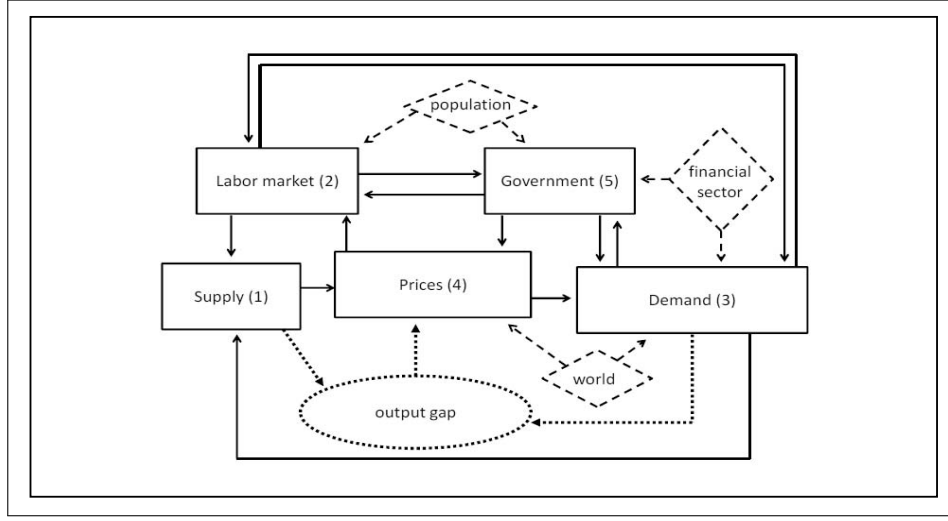 population
Labor market (2)
Government (5)
financial
sector
Supply (1)
Prices (4)
Demand (3)
world
output gap